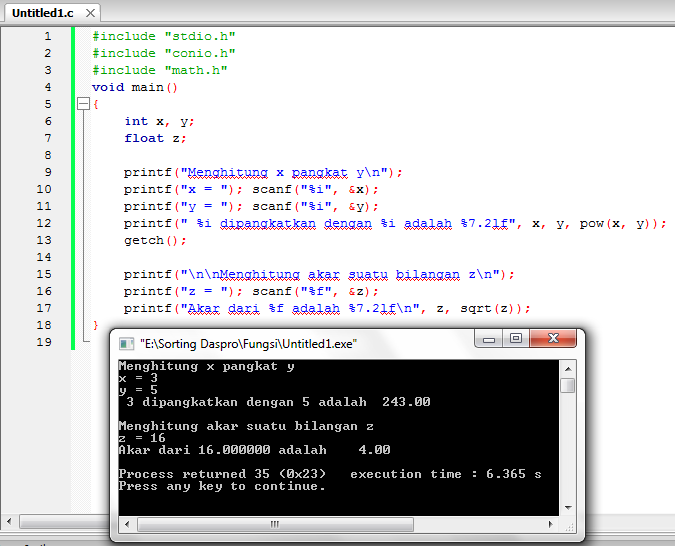 Untitled1.c
1 #include "stdio.h"
2 #include "conio.h"
3 #include "math.h"
4 void main()
5 {
6 int x, y;
7 float z;
8
9 printf("Menghitung x pangkat y\n");
10 printf("x = "); scanf("%i", &x);
11 printf("y = "); scanf("%i", &y);
12 printf(" %i dipangkatkan dengan %i adalah %7.2lf", x, y, pow(x, y));
13 getch();
14
15 printf("\n\nMenghitung akar suatu bilangan z\n");
16 printf("z = "); scanf("%f", &z);
17 printf("Akar dari %f adalah %7.2lf\n", z, sqrt(z));
18 }
19
"E:\Sorting Daspro\Fungsi\Untitled1.exe"
Menghitung x pangkat y
x = 3
y = 5
3 dipangkatkan dengan 5 adalah  243.00
Menghitung akar suatu bilangan z
z = 16
Akar dari 16.000000 adalah    4.00
Process returned 35 (0x23)   execution time : 6.365 s
Press any key to continue.